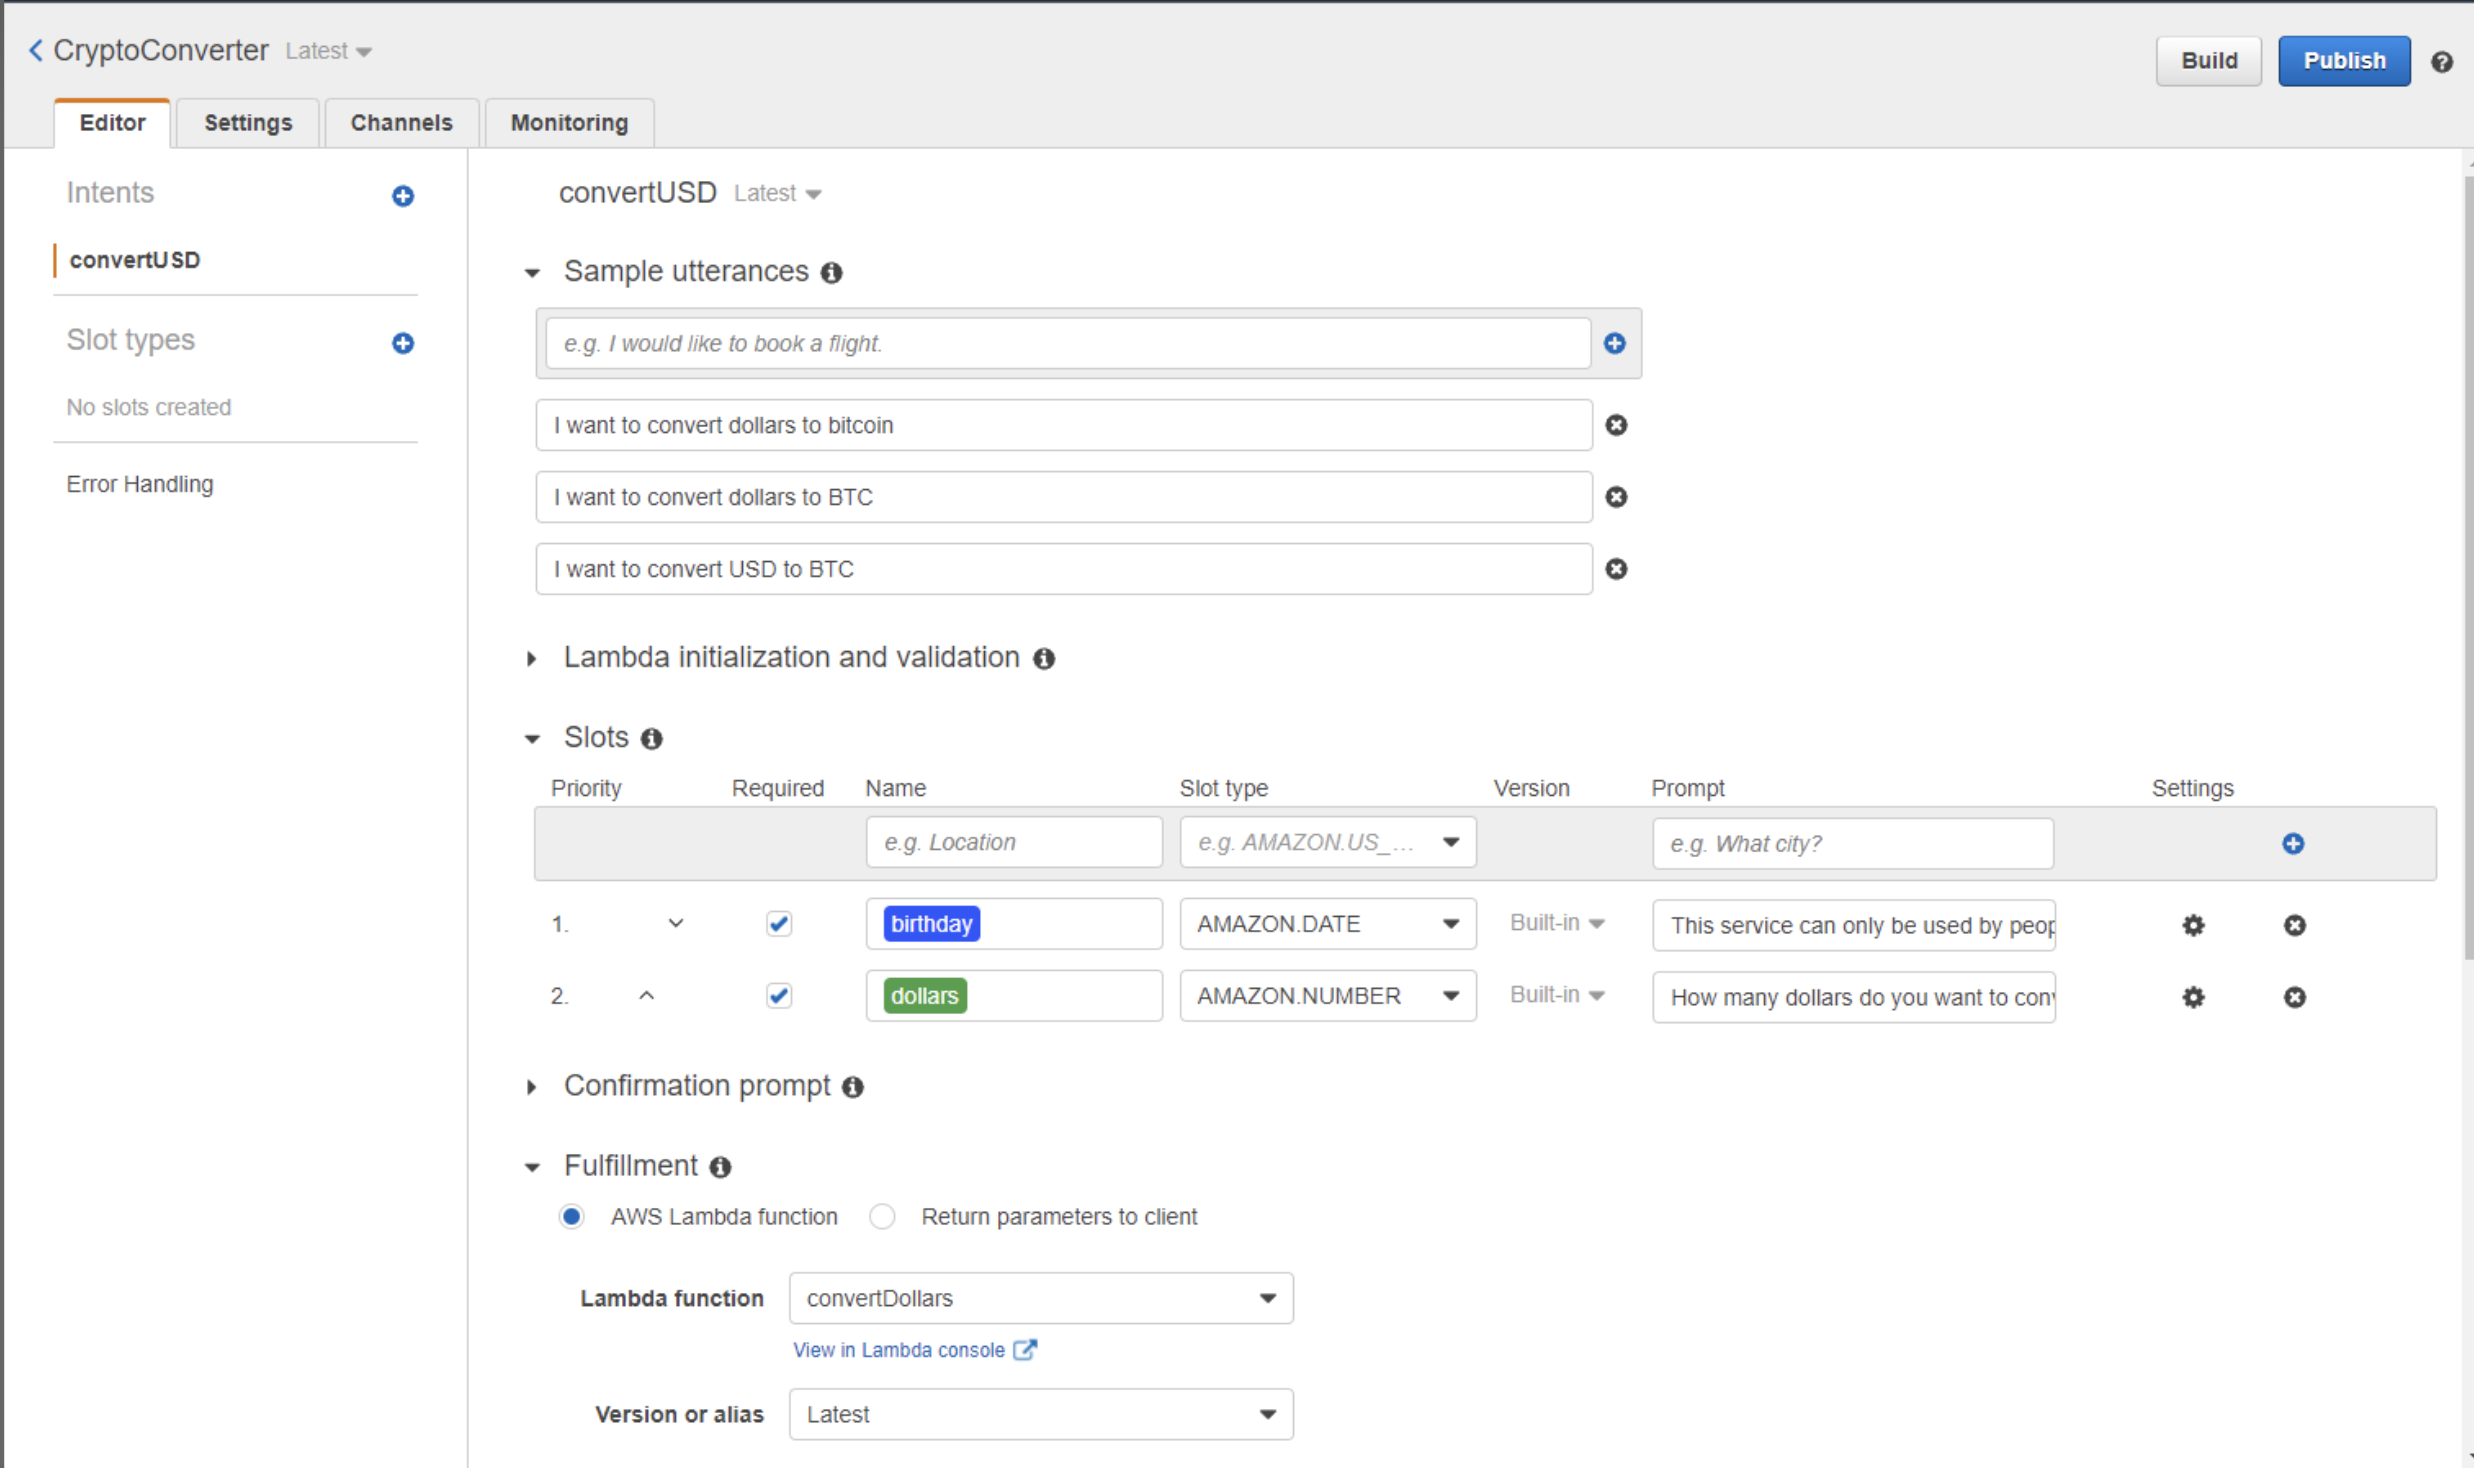 CryptoConverter Latest
Build Publish
Editor Settings Channels Monitoring
Intents
convertUSD
Slot types
No slots created
Error Handling
convertUSD Latest
Sample utterances
e.g. I would like to book a flight.
I want to convert dollars to bitcoin
I want to convert dollars to BTC
I want to convert USD to BTC
Lambda initialization and validation
Slots
Priority Required Name Slot type Version Prompt Settings
e.g. Location e.g. AMAZON.US_... e.g. What city?
1. birthday AMAZON.DATE Built-in This service can only be used by peop
2. dollars AMAZON.NUMBER Built-in How many dollars do you want to con
Confirmation prompt
Fulfillment
AWS Lambda function Return parameters to client
Lambda function convertDollars
View in Lambda console
Version or alias Latest